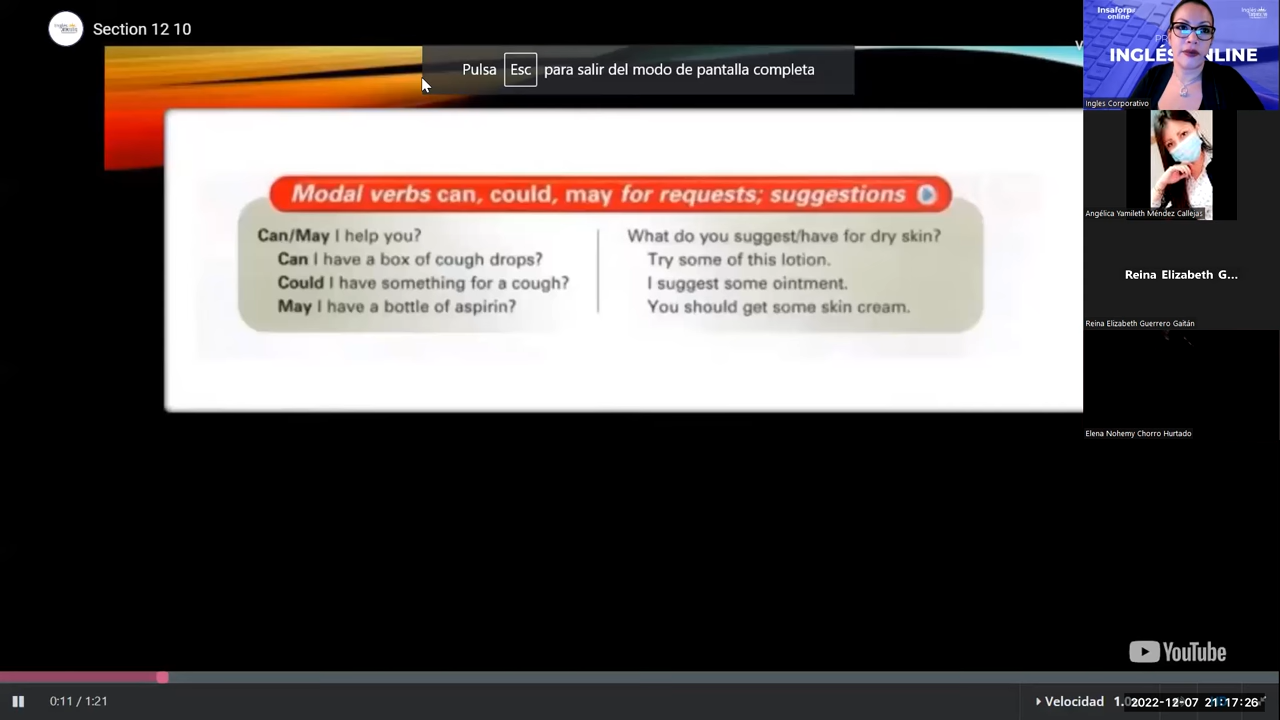 Section 12 10
Pulsa Esc para salir del modo de pantalla completa
Modal verbs can, could, may for requests; suggestions
Can/May I help you?
Can I have a box of cough drops?
Could I have something for a cough?
May I have a bottle of aspirin?
What do you suggest/have for dry skin?
Try some of this lotion.
I suggest some ointment.
You should get some skin cream.
Insaforp
online
INGLÉS ONLINE
Ingles Corporativo
Angélica Yamileth Méndez Callejas
Reina Elizabeth G...
Reina Elizabeth Guerrero Gaitán
Elena Nohemy Chorro Hurtado
YouTube
0:11 / 1:21
Velocidad
2022-12-07 21:17:26